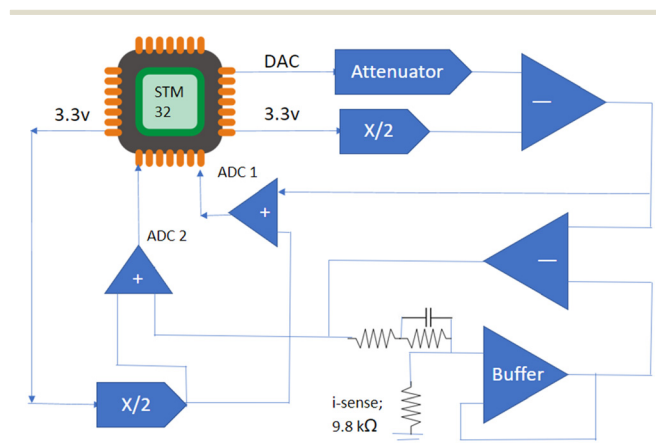 DAC
Attenuator
STM
32
3.3v
3.3v
X/2
—
ADC 1
+
ADC 2
+
—
X/2
i-sense;
9.8 kΩ
Buffer